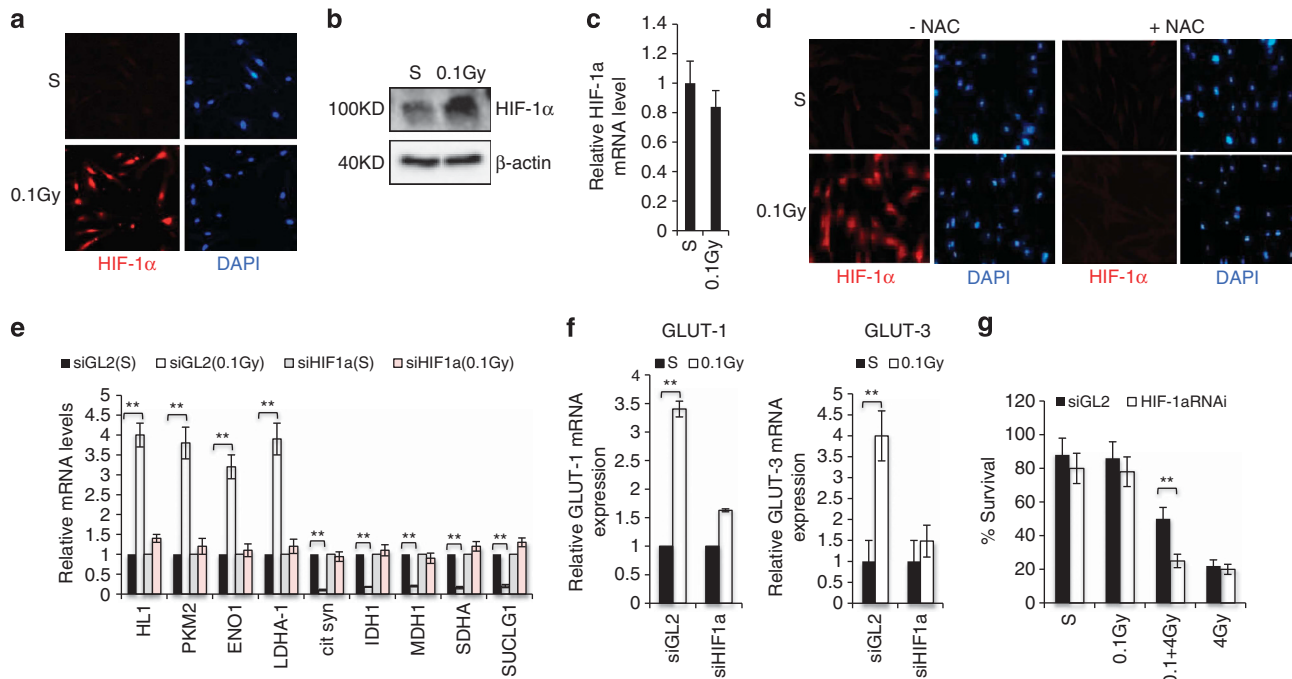 a
S
0.1Gy
HIF-1α
DAPI
b
S 0.1Gy
100KD
HIF-1α
40KD
β-actin
c
Relative HIF-1a
mRNA level
1.4
1.2
1
0.8
0.6
0.4
0.2
0
S
0.1Gy
d
- NAC
+ NAC
S
0.1Gy
HIF-1α
DAPI
HIF-1α
DAPI
e
siGL2(S) siGL2(0.1Gy) siHIF1a(S) siHIF1a(0.1Gy)
Relative mRNA levels
5
4.5
4
3.5
3
2.5
2
1.5
1
0.5
0
** ** ** ** ** ** ** ** **
HL1
PKM2
ENO1
LDHA-1
cit syn
IDH1
MDH1
SDHA
SUCLG1
f
GLUT-1
S 0.1Gy
Relative GLUT-1 mRNA
expression
4
3.5
3
2.5
2
1.5
1
0.5
0
**
siGL2
siHIF1a
GLUT-3
S 0.1Gy
Relative GLUT-3 mRNA
expression
5
4.5
4
3.5
3
2.5
2
1.5
1
0.5
0
**
siGL2
siHIF1a
g
siGL2 HIF-1aRNAi
% Survival
120
100
80
60
40
20
0
**
S
0.1Gy
0.1+4Gy
4Gy